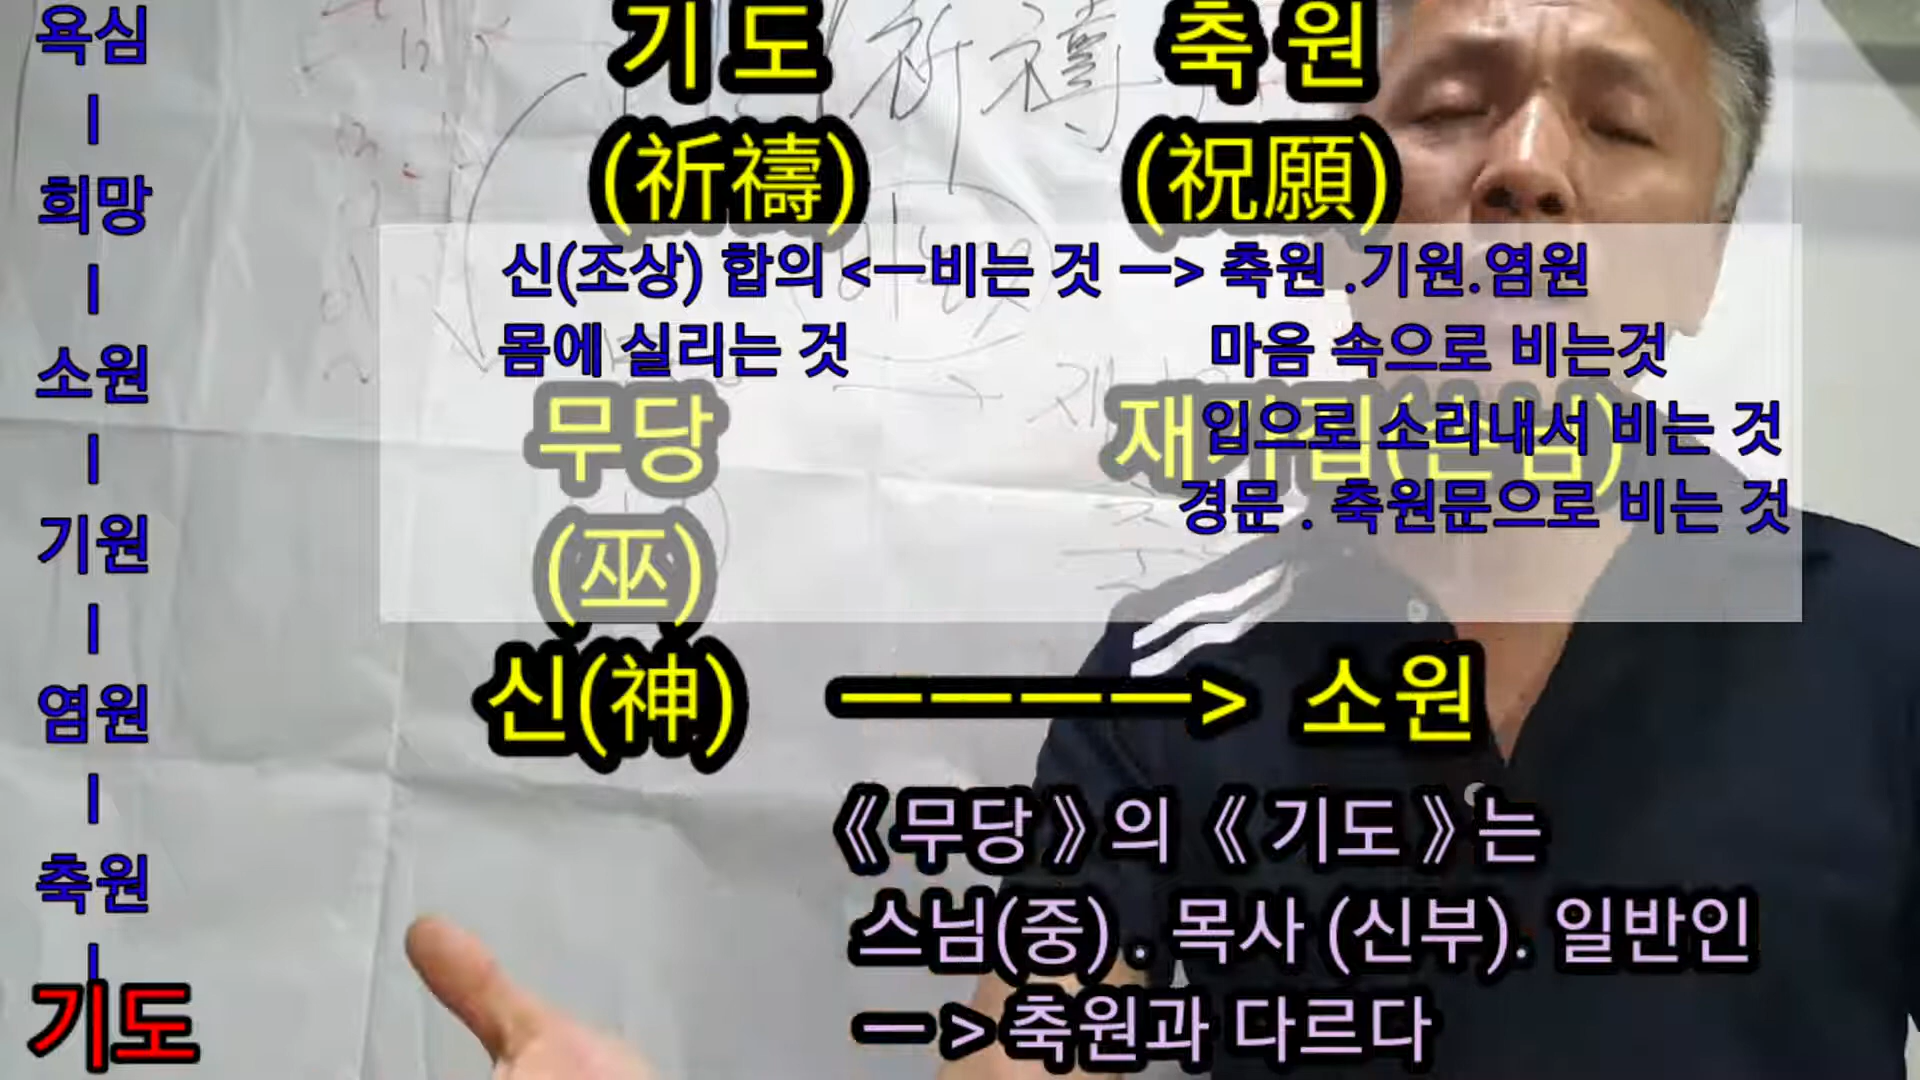 욕심
ㅣ
희망
ㅣ
소원
ㅣ
기원
ㅣ
염원
ㅣ
축원
ㅣ
기도
기도 축원
(祈禱) (祝願)
祈禱
신(조상) 합의 <ㅡ비는 것 ㅡ> 축원 .기원.염원
몸에 실리는 것 마음 속으로 비는것
입으로 소리내서 비는 것
경문 . 축원문으로 비는 것
무당
(巫)
신(神) ㅡㅡㅡㅡ> 소원
《 무당 》의 《 기도 》는
스님(중) . 목사 (신부). 일반인
ㅡ > 축원과 다르다